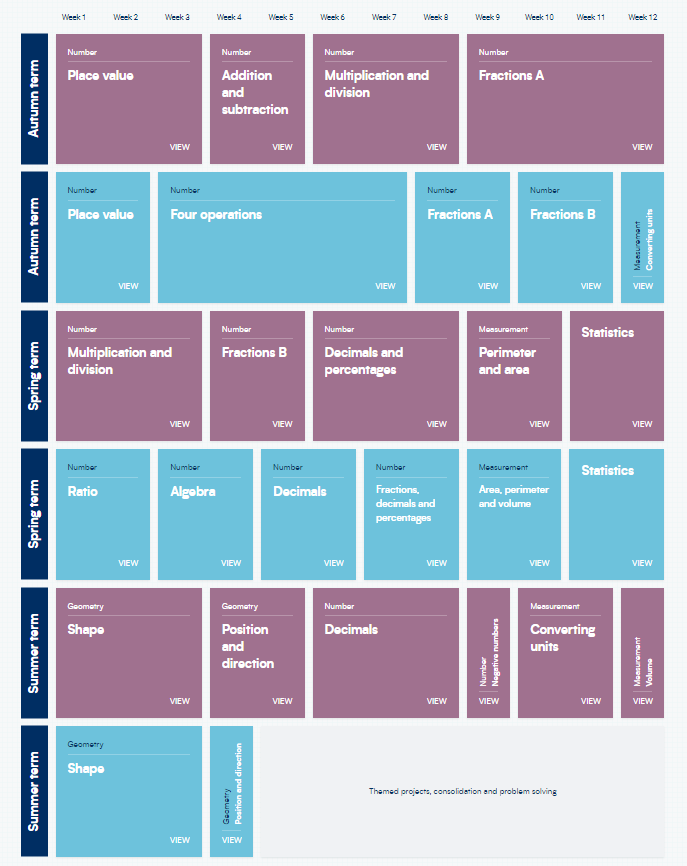 Week 1 Week 2 Week 3 Week 4 Week 5 Week 6 Week 7 Week 8 Week 9 Week 10 Week 11 Week 12
Autumn term
Number
Place value
VIEW
Number
Addition
and
subtraction
VIEW
Number
Multiplication and
division
VIEW
Number
Fractions A
VIEW
Autumn term
Number
Place value
VIEW
Number
Four operations
VIEW
Number
Fractions A
VIEW
Number
Fractions B
VIEW
Measurement
Converting units
VIEW
Spring term
Number
Multiplication and
division
VIEW
Number
Fractions B
VIEW
Number
Decimals and
percentages
VIEW
Measurement
Perimeter
and area
VIEW
Statistics
VIEW
Spring term
Number
Ratio
VIEW
Number
Algebra
VIEW
Number
Decimals
VIEW
Number
Fractions,
decimals and
percentages
VIEW
Measurement
Area, perimeter
and volume
VIEW
Statistics
VIEW
Summer term
Geometry
Shape
VIEW
Geometry
Position
and
direction
VIEW
Number
Decimals
VIEW
Number
Negative numbers
VIEW
Measurement
Converting
units
VIEW
Measurement
Volume
VIEW
Summer term
Geometry
Shape
VIEW
Geometry
Position and direction
VIEW
Themed projects, consolidation and problem solving